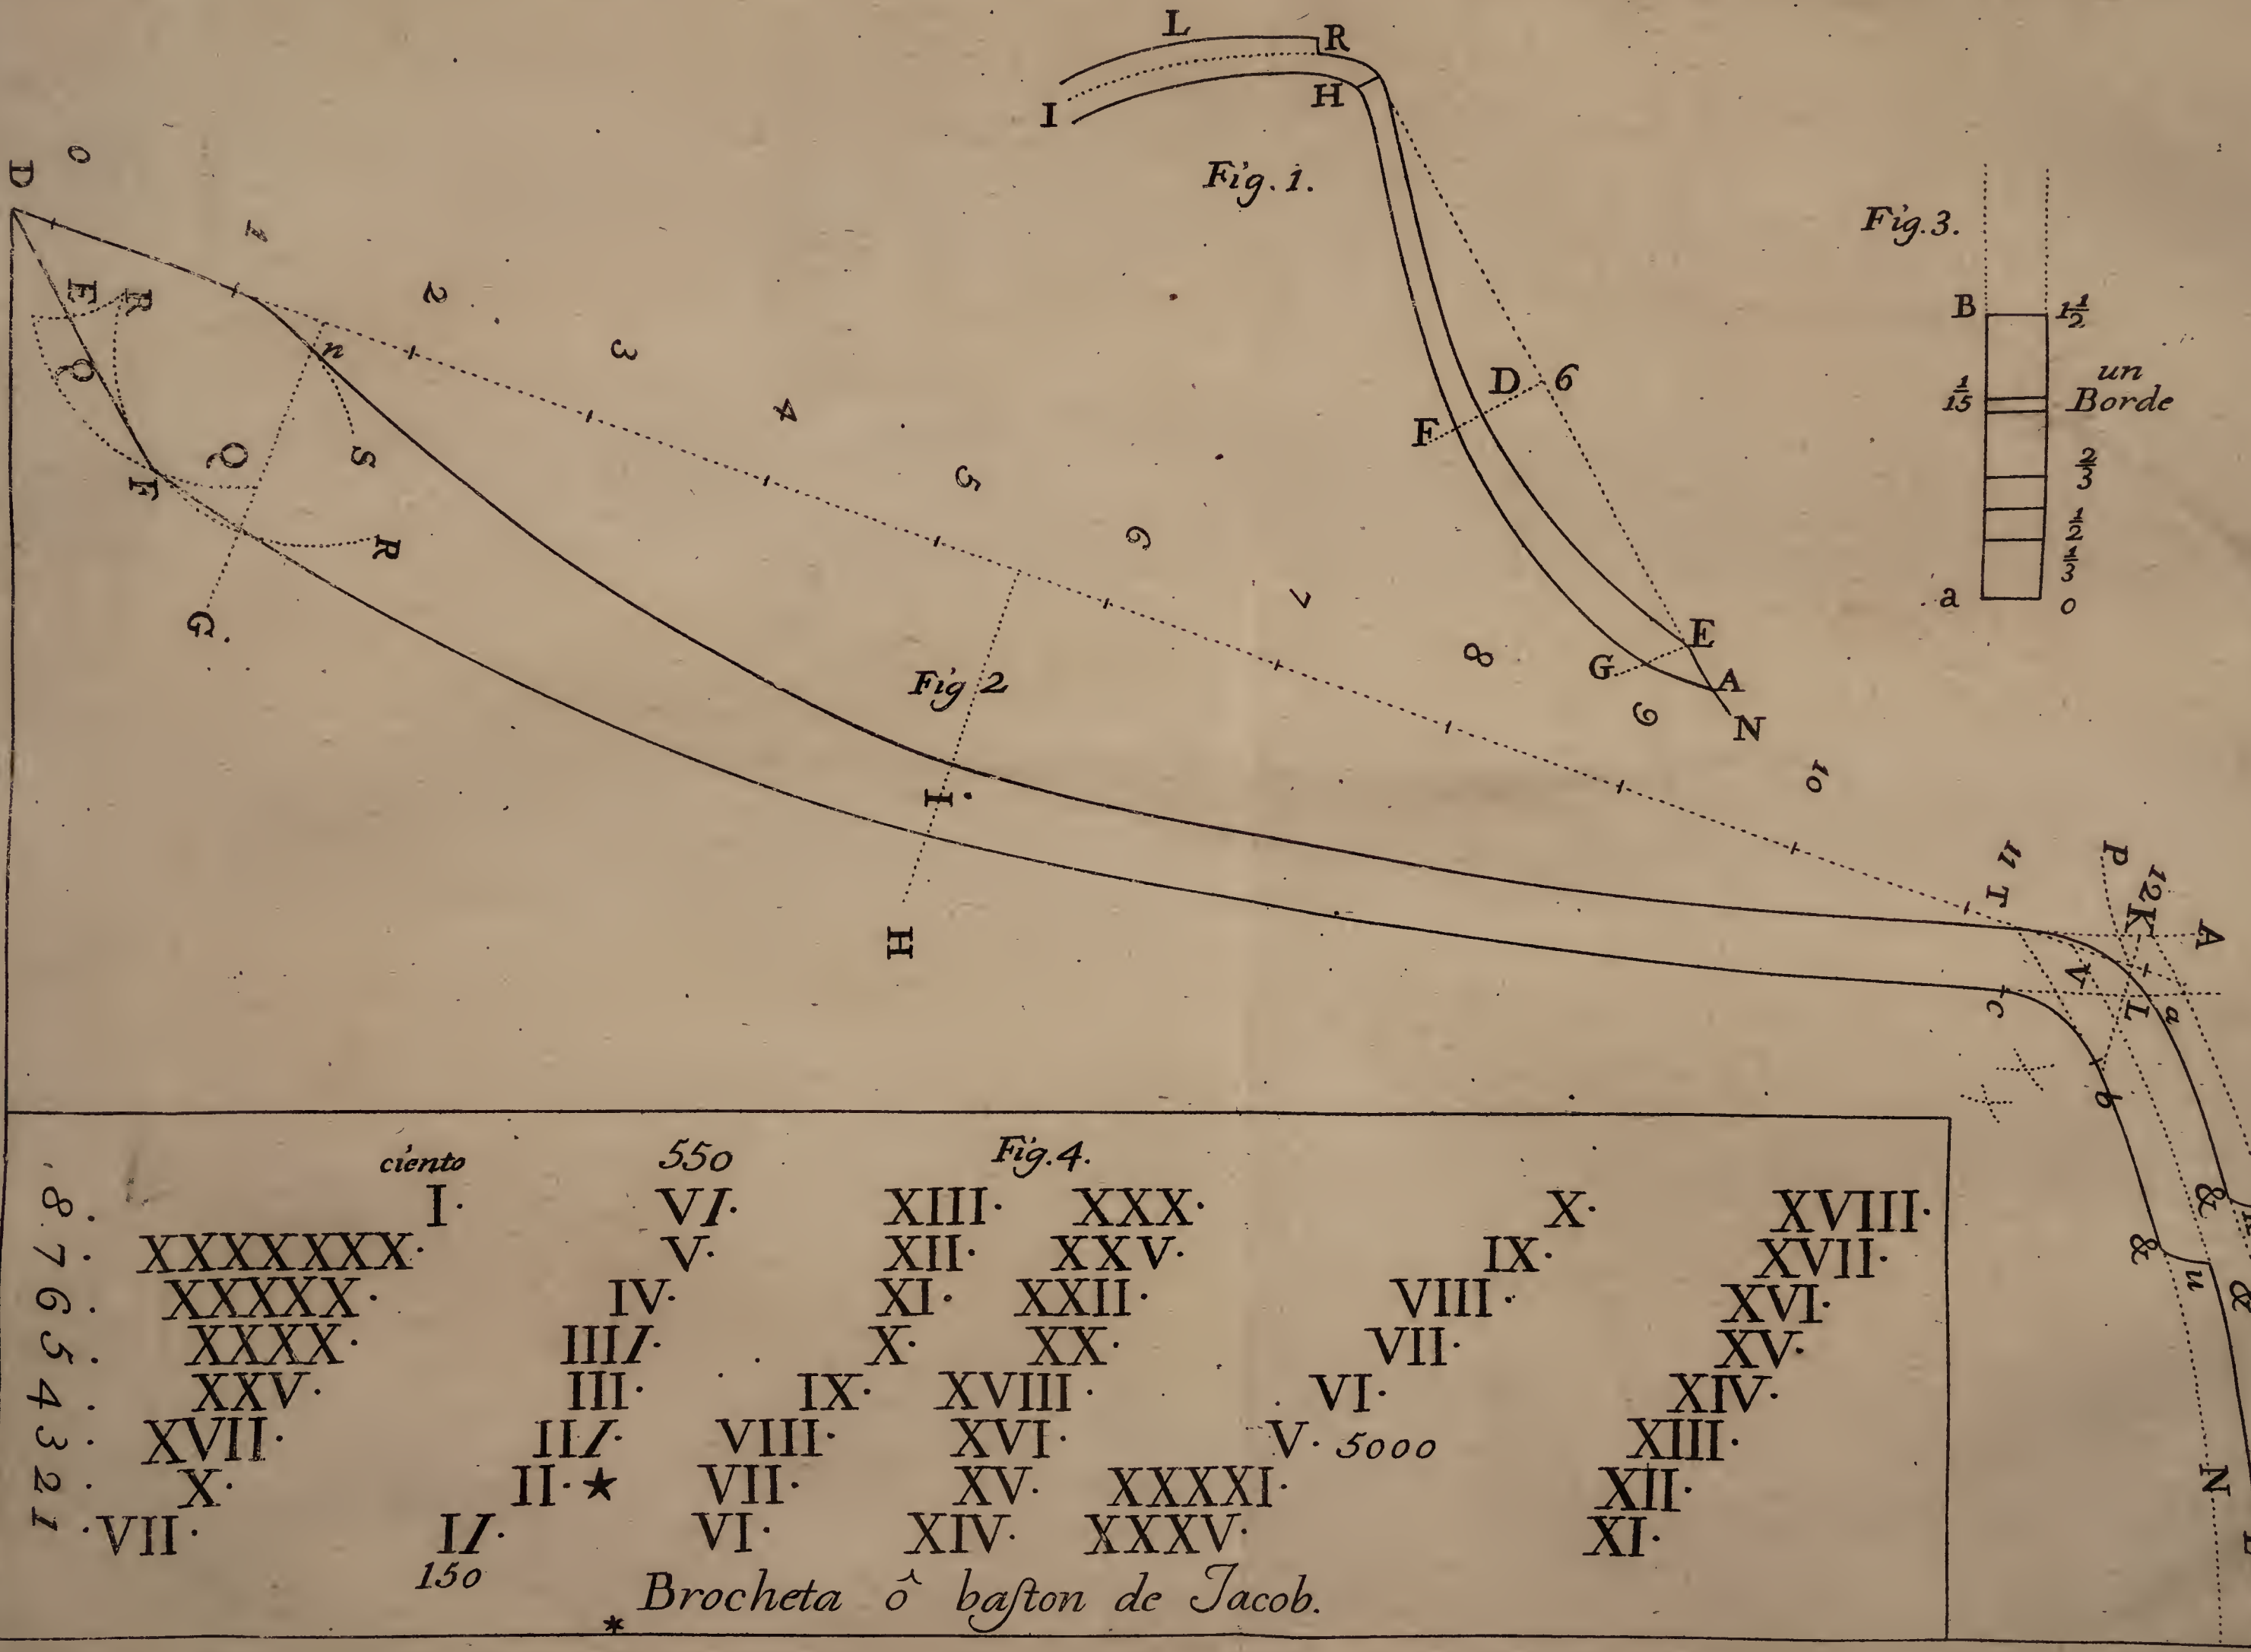 L
R
I
H
Fig. 1.
D 6
F
E
G
A
N
Fig. 3.
B 1 1/2
un
1/15 Borde
2/3
1/2
1/3
a 0
D
0 1 2 3 4 5 6 7 8 9 10 11 12
E R
Q
n
Q
S
F
R
G.
Fig 2
I.
H
T
P
K
A
V
c
L
a
b
&
&
u
&
N
ciento 550 Fig. 4.
8. I. VI. XIII. XXX. X. XVIII.
7. XXXXXXX. V. XII. XXV. IX. XVII.
6. XXXXX. IV. XI. XXII. VIII. XVI.
5. XXXX. III/. X. XX. VII. XV.
4. XXV. III. IX. XVIII. VI. XIV.
3. XVII. II/. VIII. XVI. V. 5000 XIII.
2. X. II. ★ VII. XV. XXXXI. XII.
1 .VII. I/. VI. XIV. XXXV. XI.
150
* Brocheta ô baſton de Jacob.